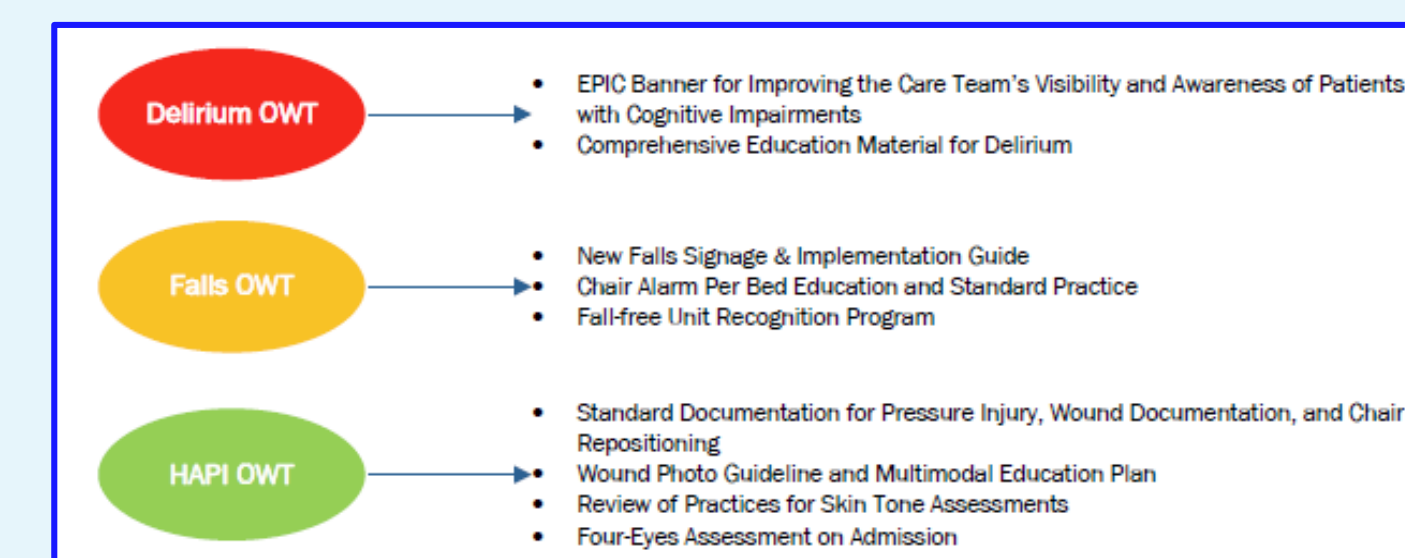 Delirium OWT
• EPIC Banner for Improving the Care Team's Visibility and Awareness of Patients
with Cognitive Impairments
• Comprehensive Education Material for Delirium
Falls OWT
• New Falls Signage & Implementation Guide
• Chair Alarm Per Bed Education and Standard Practice
• Fall-free Unit Recognition Program
HAPI OWT
• Standard Documentation for Pressure Injury, Wound Documentation, and Chair
Repositioning
• Wound Photo Guideline and Multimodal Education Plan
• Review of Practices for Skin Tone Assessments
• Four-Eyes Assessment on Admission